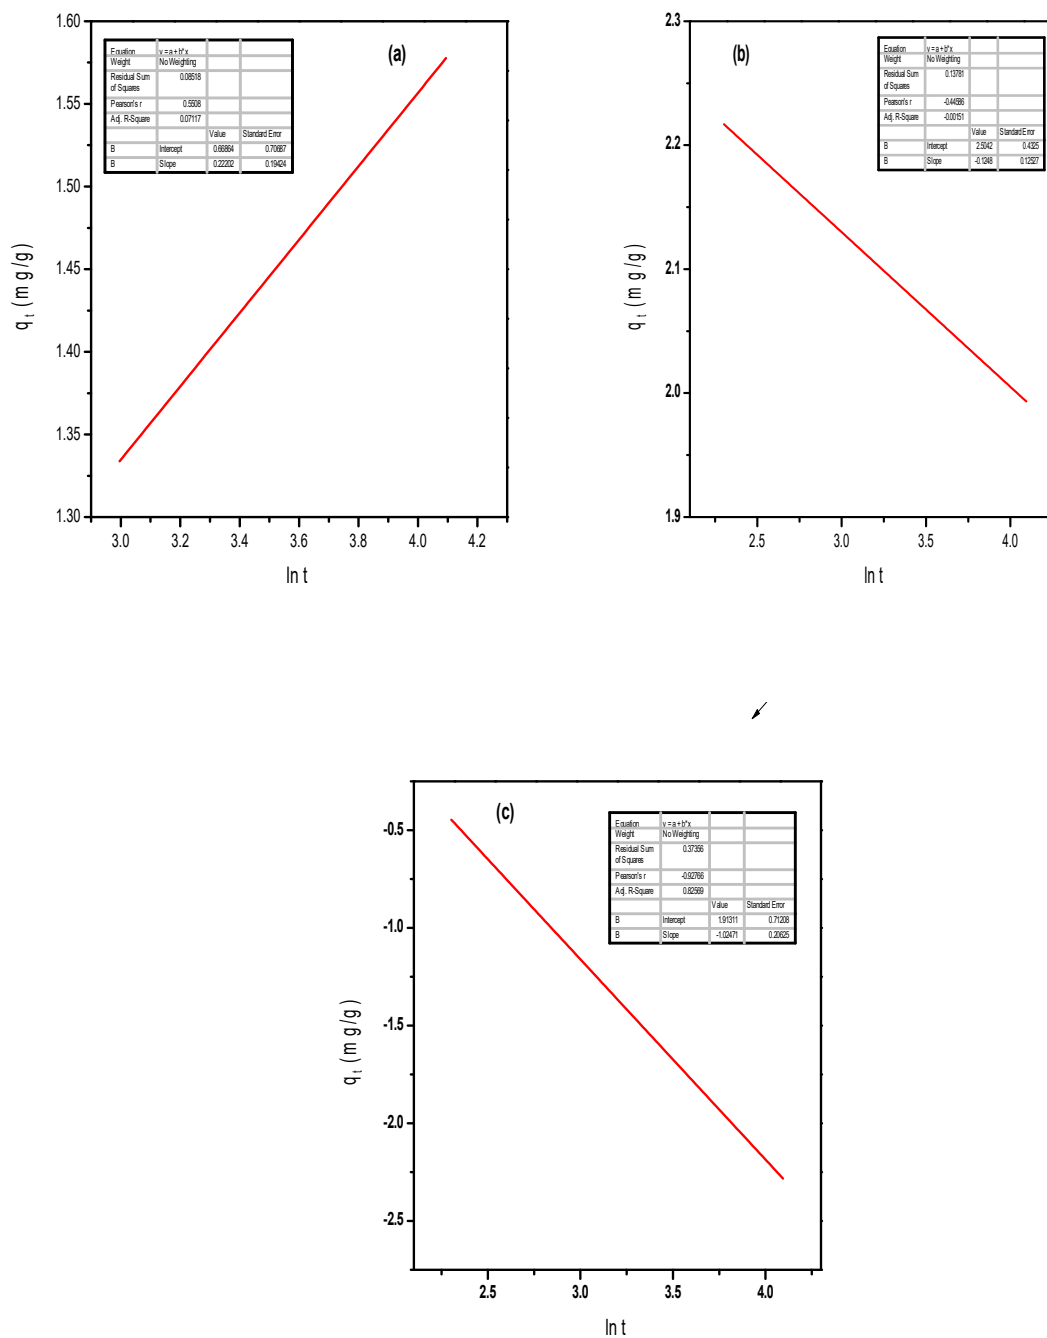 (a)
Equation y = a + b*x
Weight No Weighting
Residual Sum of Squares 0.08518
Pearson's r 0.5508
Adj. R-Square 0.07117
Value Standard Error
B Intercept 0.66864 0.70687
B Slope 0.22202 0.19424
1.60
1.55
1.50
1.45
1.40
1.35
1.30
q t (mg/g)
3.0 3.2 3.4 3.6 3.8 4.0 4.2
ln t
(b)
Equation y = a + b*x
Weight No Weighting
Residual Sum of Squares 0.13781
Pearson's r -0.44586
Adj. R-Square -0.00151
Value Standard Error
B Intercept 2.5042 0.4325
B Slope -0.1248 0.12527
2.3
2.2
2.1
2.0
1.9
q t (mg/g)
2.5 3.0 3.5 4.0
ln t
(c)
Equation y = a + b*x
Weight No Weighting
Residual Sum of Squares 0.37356
Pearson's r -0.92766
Adj. R-Square 0.82569
Value Standard Error
B Intercept 1.91311 0.71208
B Slope -1.02471 0.20625
-0.5
-1.0
-1.5
-2.0
-2.5
q t (mg/g)
2.5 3.0 3.5 4.0
ln t